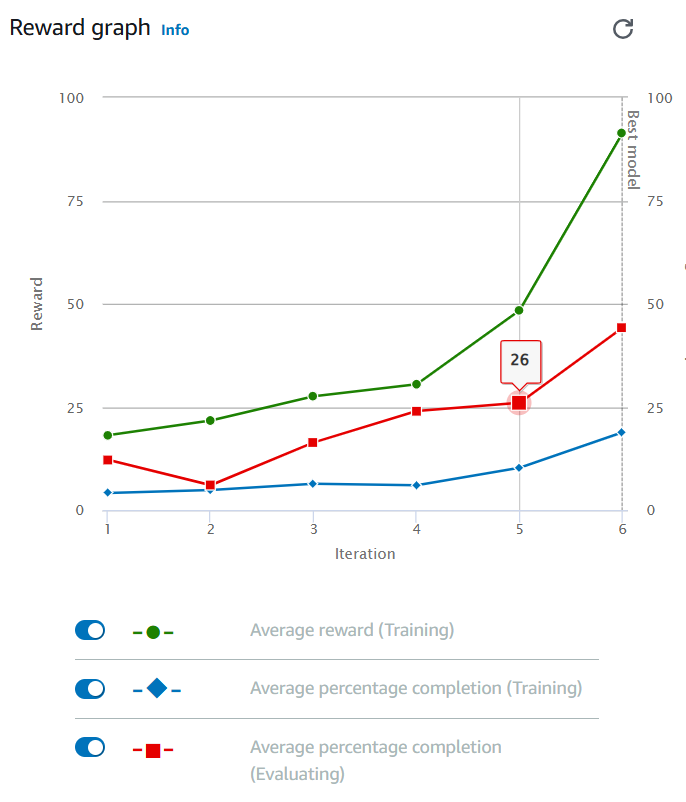 Reward graph Info
100 100
Best model
75 75
Reward
50 50
26
25 25
0 0
1 2 3 4 5 6
Iteration
Average reward (Training)
Average percentage completion (Training)
Average percentage completion
(Evaluating)